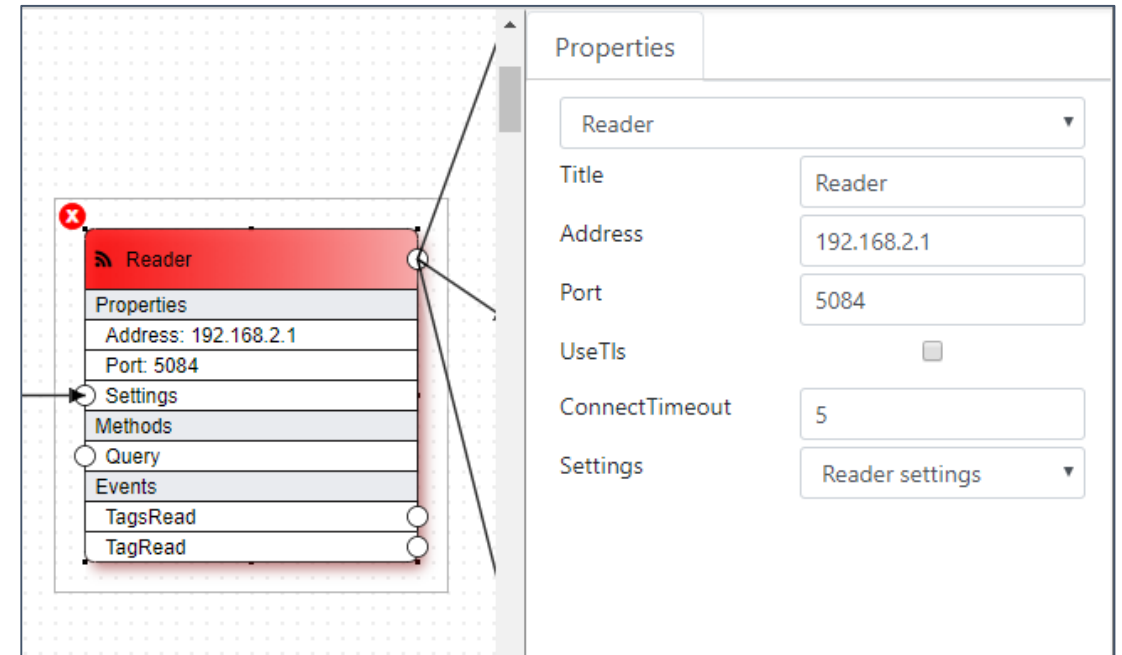 Reader
Properties
Address: 192.168.2.1
Port: 5084
Settings
Methods
Query
Events
TagsRead
TagRead
Properties
Reader
Title
Reader
Address
192.168.2.1
Port
5084
UseTls
ConnectTimeout
5
Settings
Reader settings